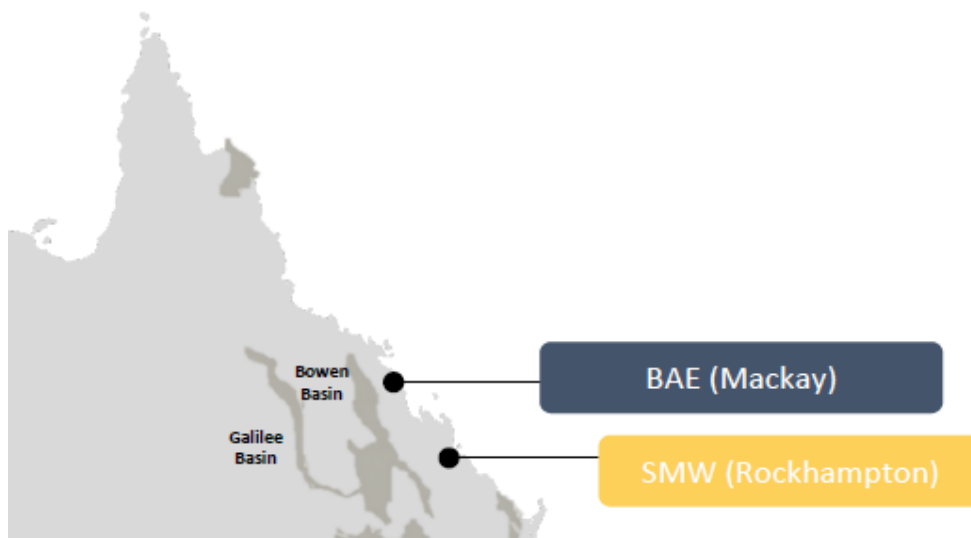 Bowen
Basin
BAE (Mackay)
Galilee
Basin
SMW (Rockhampton)